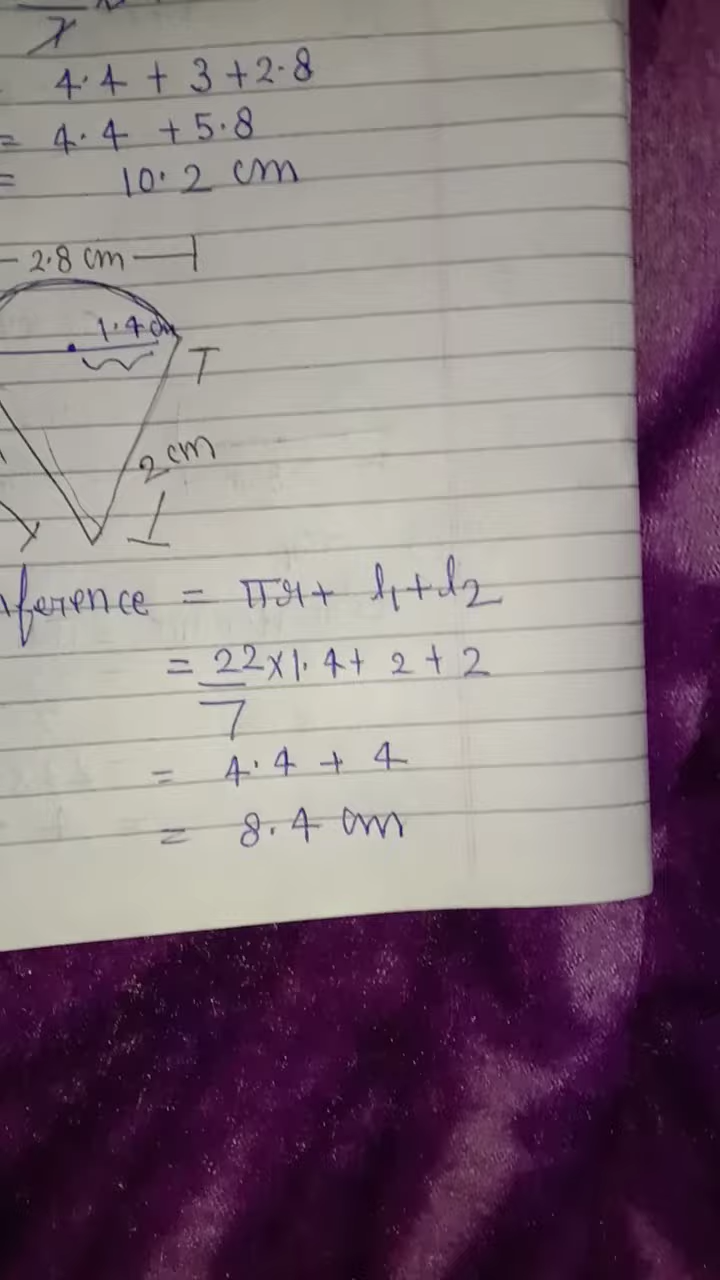 7
4.4 + 3 + 2.8
= 4.4 + 5.8
= 10.2 cm
2.8 cm
1.4 cm
T
2 cm
= πr + l1 + l2
= 22/7 × 1.4 + 2 + 2
= 4.4 + 4
= 8.4 cm